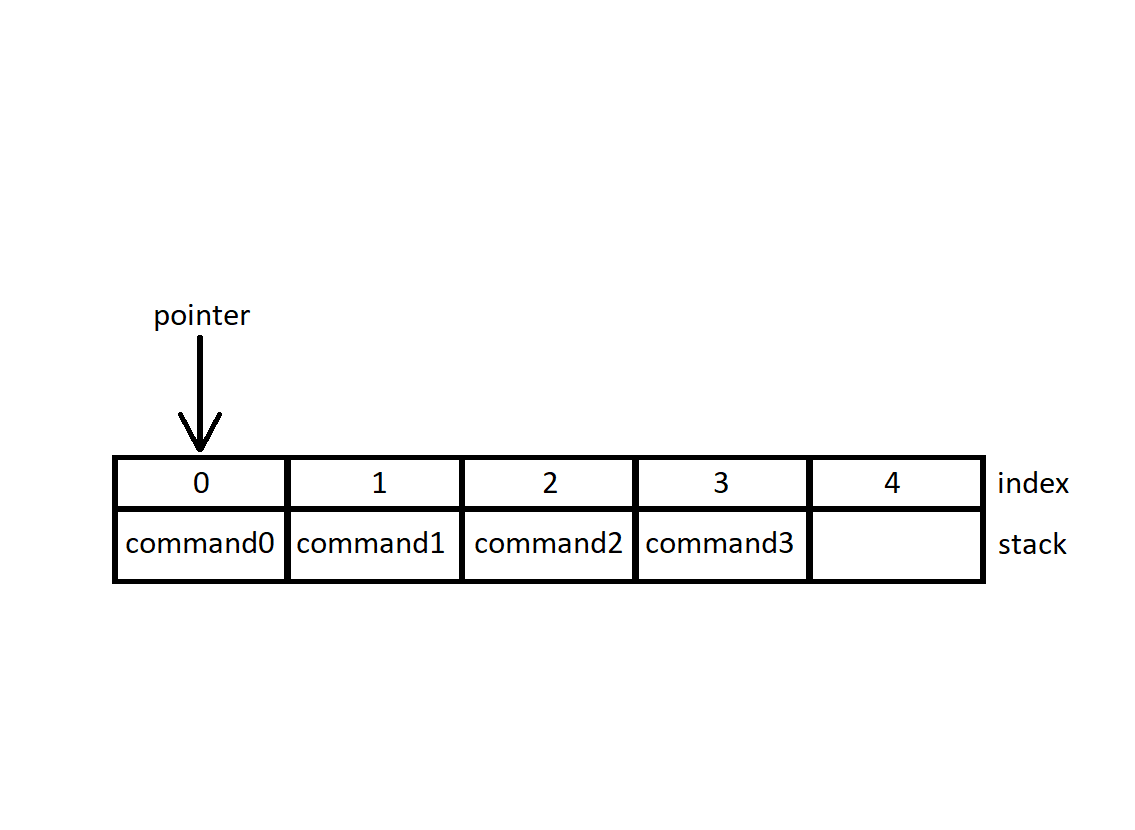 pointer
0 1 2 3 4 index
command0 command1 command2 command3 stack